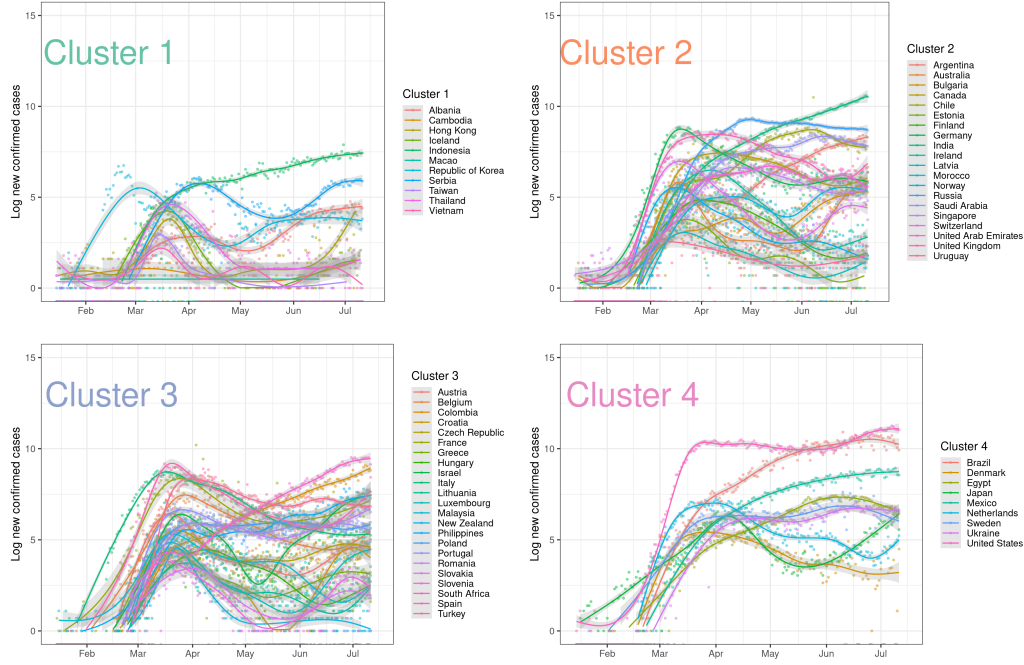 Cluster 1
Log new confirmed cases
15
10
5
0
Feb
Mar
Apr
May
Jun
Jul
Cluster 1
Albania
Cambodia
Hong Kong
Iceland
Indonesia
Macao
Republic of Korea
Serbia
Taiwan
Thailand
Vietnam
Cluster 2
Log new confirmed cases
15
10
5
0
Feb
Mar
Apr
May
Jun
Jul
Cluster 2
Argentina
Australia
Bulgaria
Canada
Chile
Estonia
Finland
Germany
India
Ireland
Latvia
Morocco
Norway
Russia
Saudi Arabia
Singapore
Switzerland
United Arab Emirates
United Kingdom
Uruguay
Cluster 3
Log new confirmed cases
15
10
5
0
Feb
Mar
Apr
May
Jun
Jul
Cluster 3
Austria
Belgium
Colombia
Croatia
Czech Republic
France
Greece
Hungary
Israel
Italy
Lithuania
Luxembourg
Malaysia
New Zealand
Philippines
Poland
Portugal
Romania
Slovakia
Slovenia
South Africa
Spain
Turkey
Cluster 4
Log new confirmed cases
15
10
5
0
Feb
Mar
Apr
May
Jun
Jul
Cluster 4
Brazil
Denmark
Egypt
Japan
Mexico
Netherlands
Sweden
Ukraine
United States